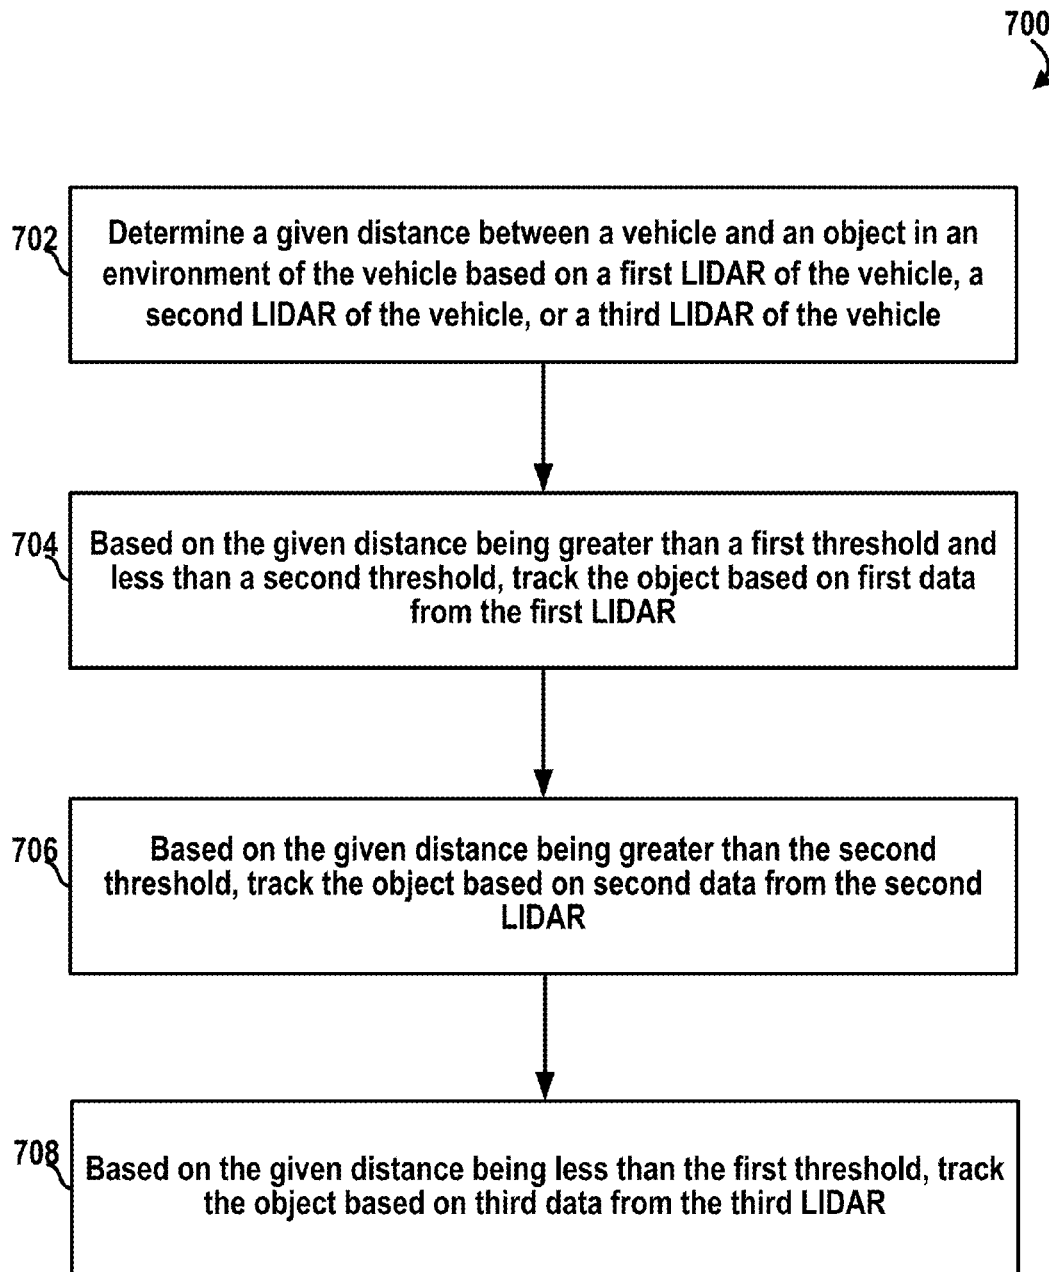 700
702
Determine a given distance between a vehicle and an object in an
environment of the vehicle based on a first LIDAR of the vehicle, a
second LIDAR of the vehicle, or a third LIDAR of the vehicle
704
Based on the given distance being greater than a first threshold and
less than a second threshold, track the object based on first data
from the first LIDAR
706
Based on the given distance being greater than the second
threshold, track the object based on second data from the second
LIDAR
708
Based on the given distance being less than the first threshold, track
the object based on third data from the third LIDAR